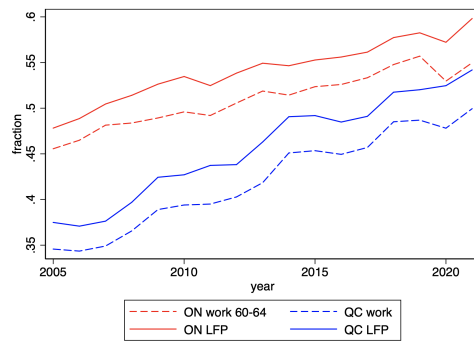 .6
.55
.5
.45
.4
.35
fraction
2005 2010 2015 2020
year
ON work 60-64 QC work
ON LFP QC LFP